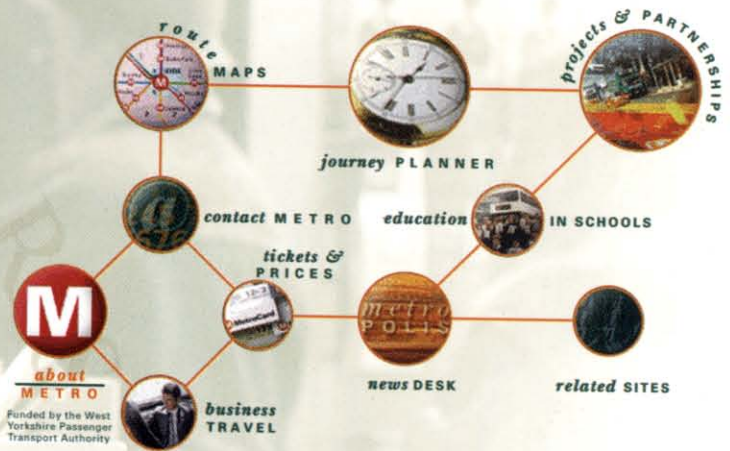 route
MAPS
projects & PARTNERSHIPS
journey PLANNER
contact METRO
education IN SCHOOLS
tickets &
PRICES
MetroCard
M
metro
POLIS
about
METRO
news DESK
related SITES
business
TRAVEL
Funded by the West
Yorkshire Passenger
Transport Authority